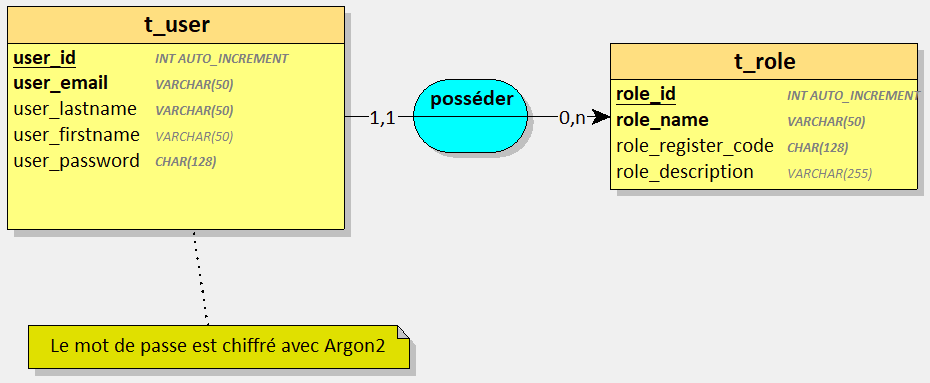 t_user
user_id INT AUTO_INCREMENT
user_email VARCHAR(50)
user_lastname VARCHAR(50)
user_firstname VARCHAR(50)
user_password CHAR(128)
1,1
posséder
0,n
t_role
role_id INT AUTO_INCREMENT
role_name VARCHAR(50)
role_register_code CHAR(128)
role_description VARCHAR(255)
Le mot de passe est chiffré avec Argon2